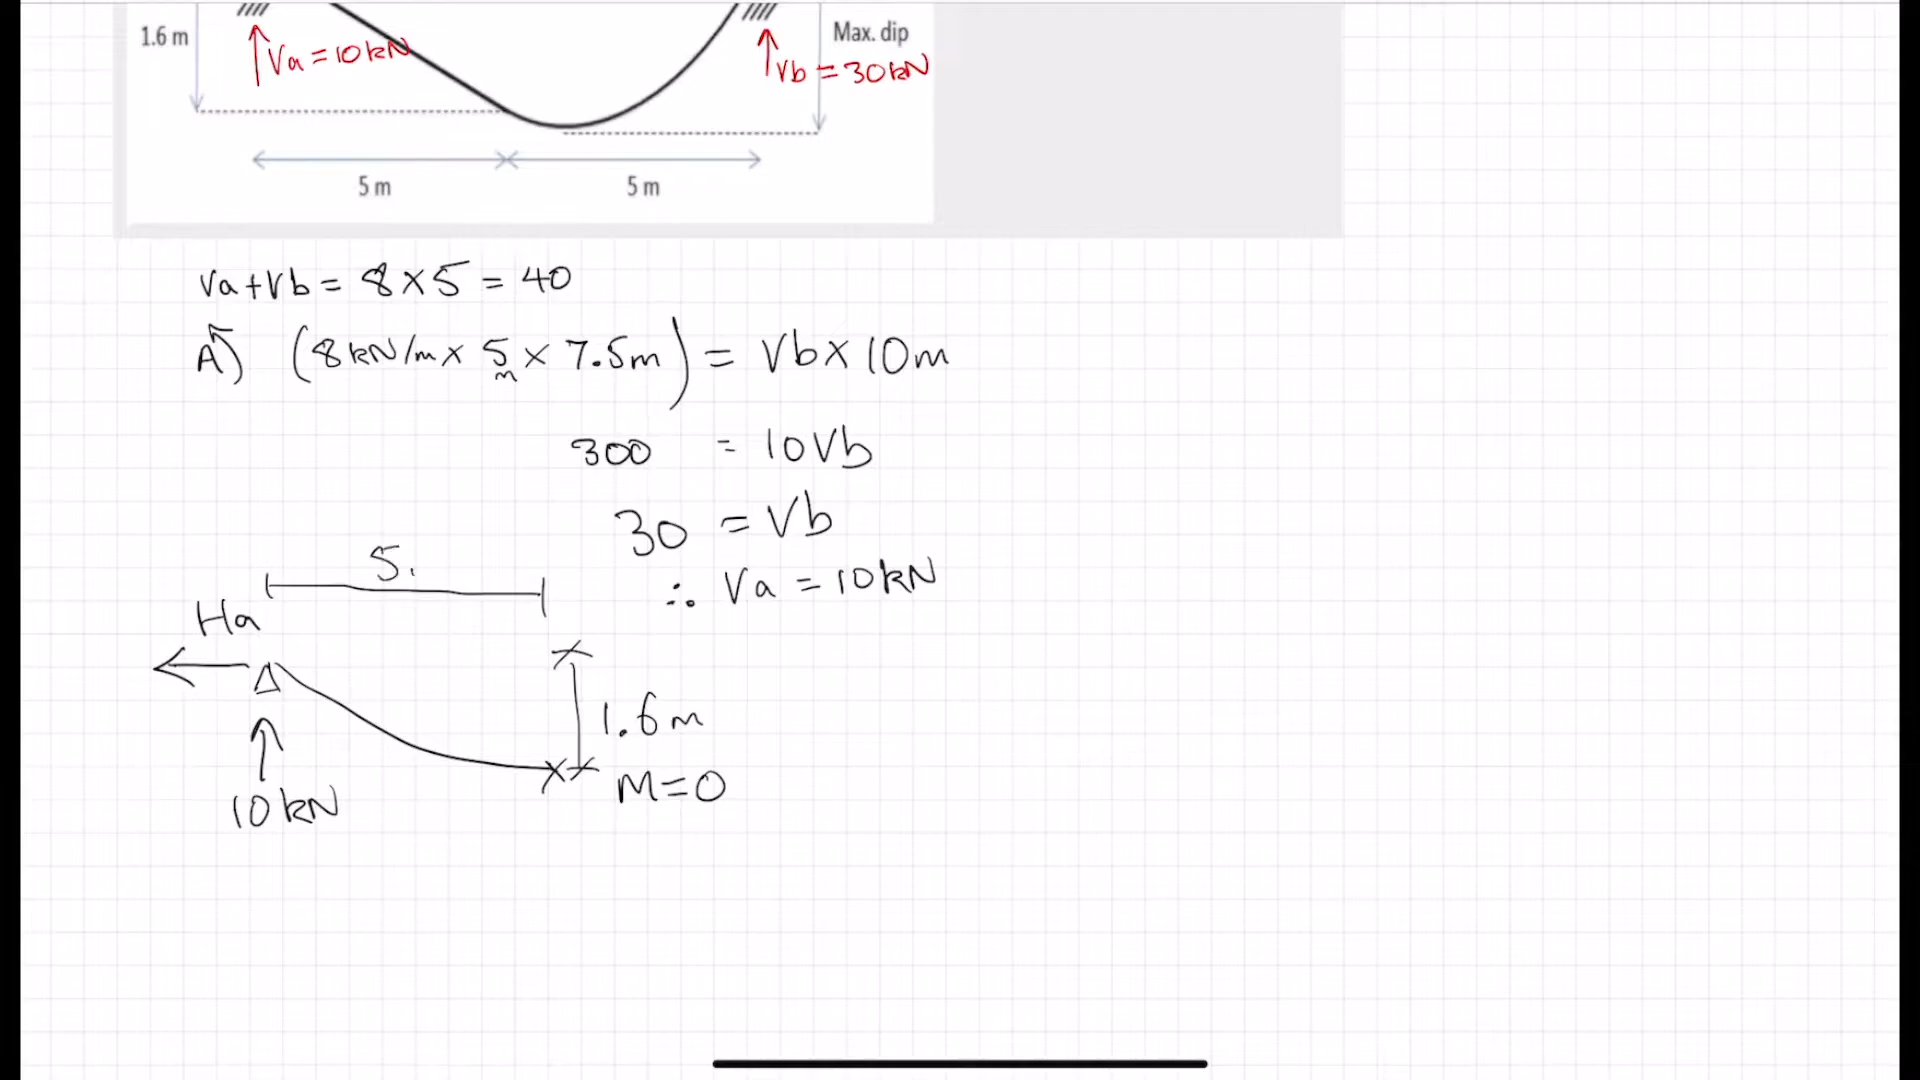 1.6 m
Va = 10kN
Max. dip
Vb = 30kN
5 m
5 m
Va + Vb = 8 × 5 = 40
A) (8kN/m × 5 m × 7.5m) = Vb × 10m
300 = 10Vb
30 = Vb
∴ Va = 10kN
5.
Ha
1.6m
M=0
10kN